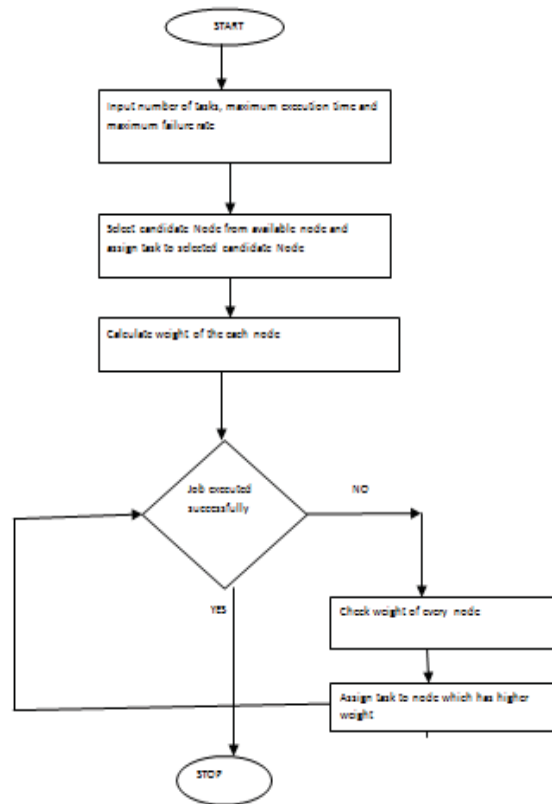 START
Input number of tasks, maximum execution time and
maximum failure rate
Select candidate Node from available node and
assign task to selected candidate Node
Calculate weight of the each node
Job executed
successfully
NO
YES
Check weight of every node
Assign task to node which has higher
weight
STOP